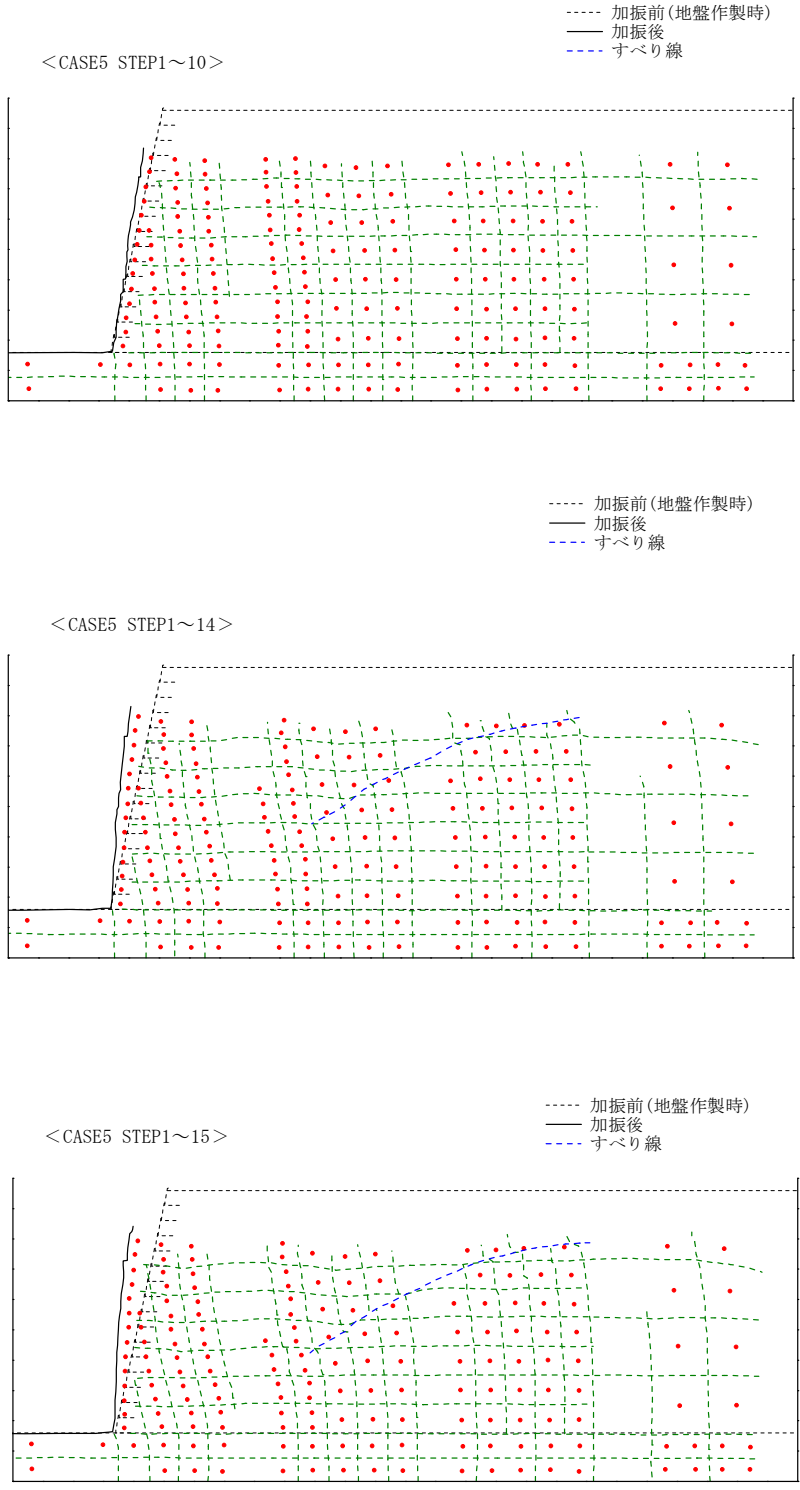 加振前(地盤作製時)
加振後
すべり線
＜CASE5 STEP1～10＞
加振前(地盤作製時)
加振後
すべり線
＜CASE5 STEP1～14＞
加振前(地盤作製時)
加振後
すべり線
＜CASE5 STEP1～15＞